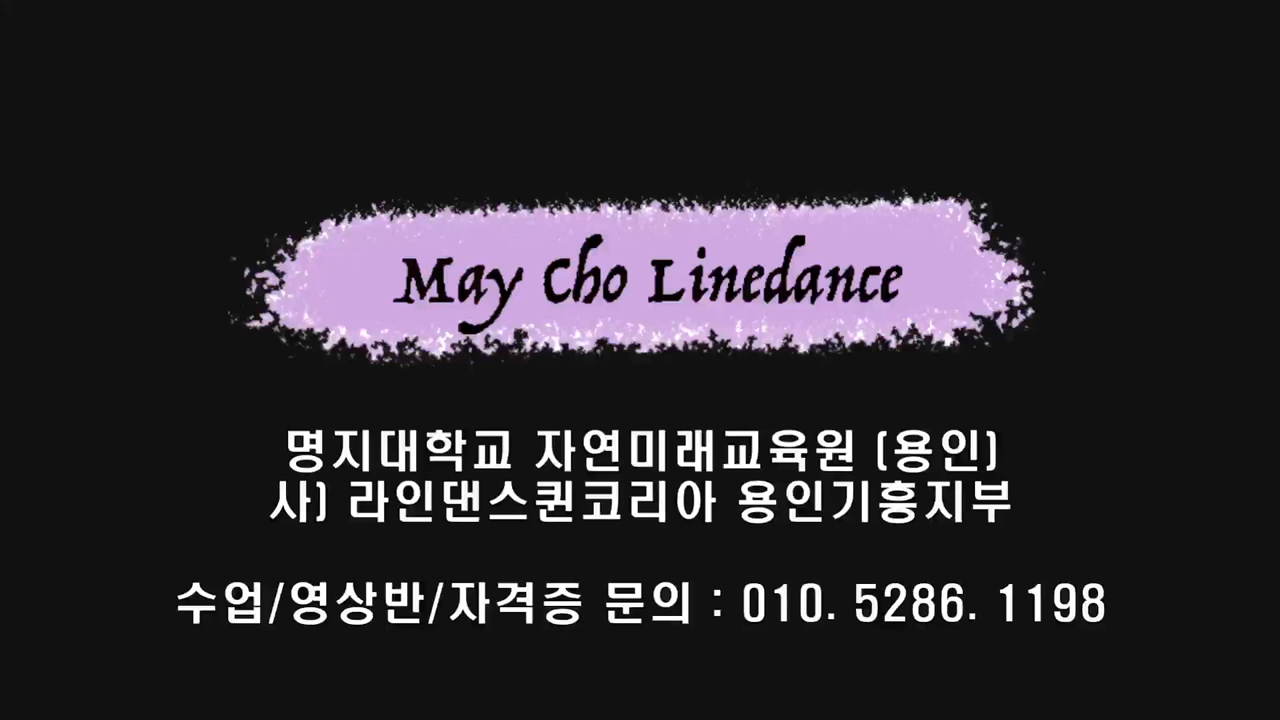 May Cho Linedance
명지대학교 자연미래교육원 (용인)
사) 라인댄스퀸코리아 용인기흥지부
수업/영상반/자격증 문의 : 010. 5286. 1198